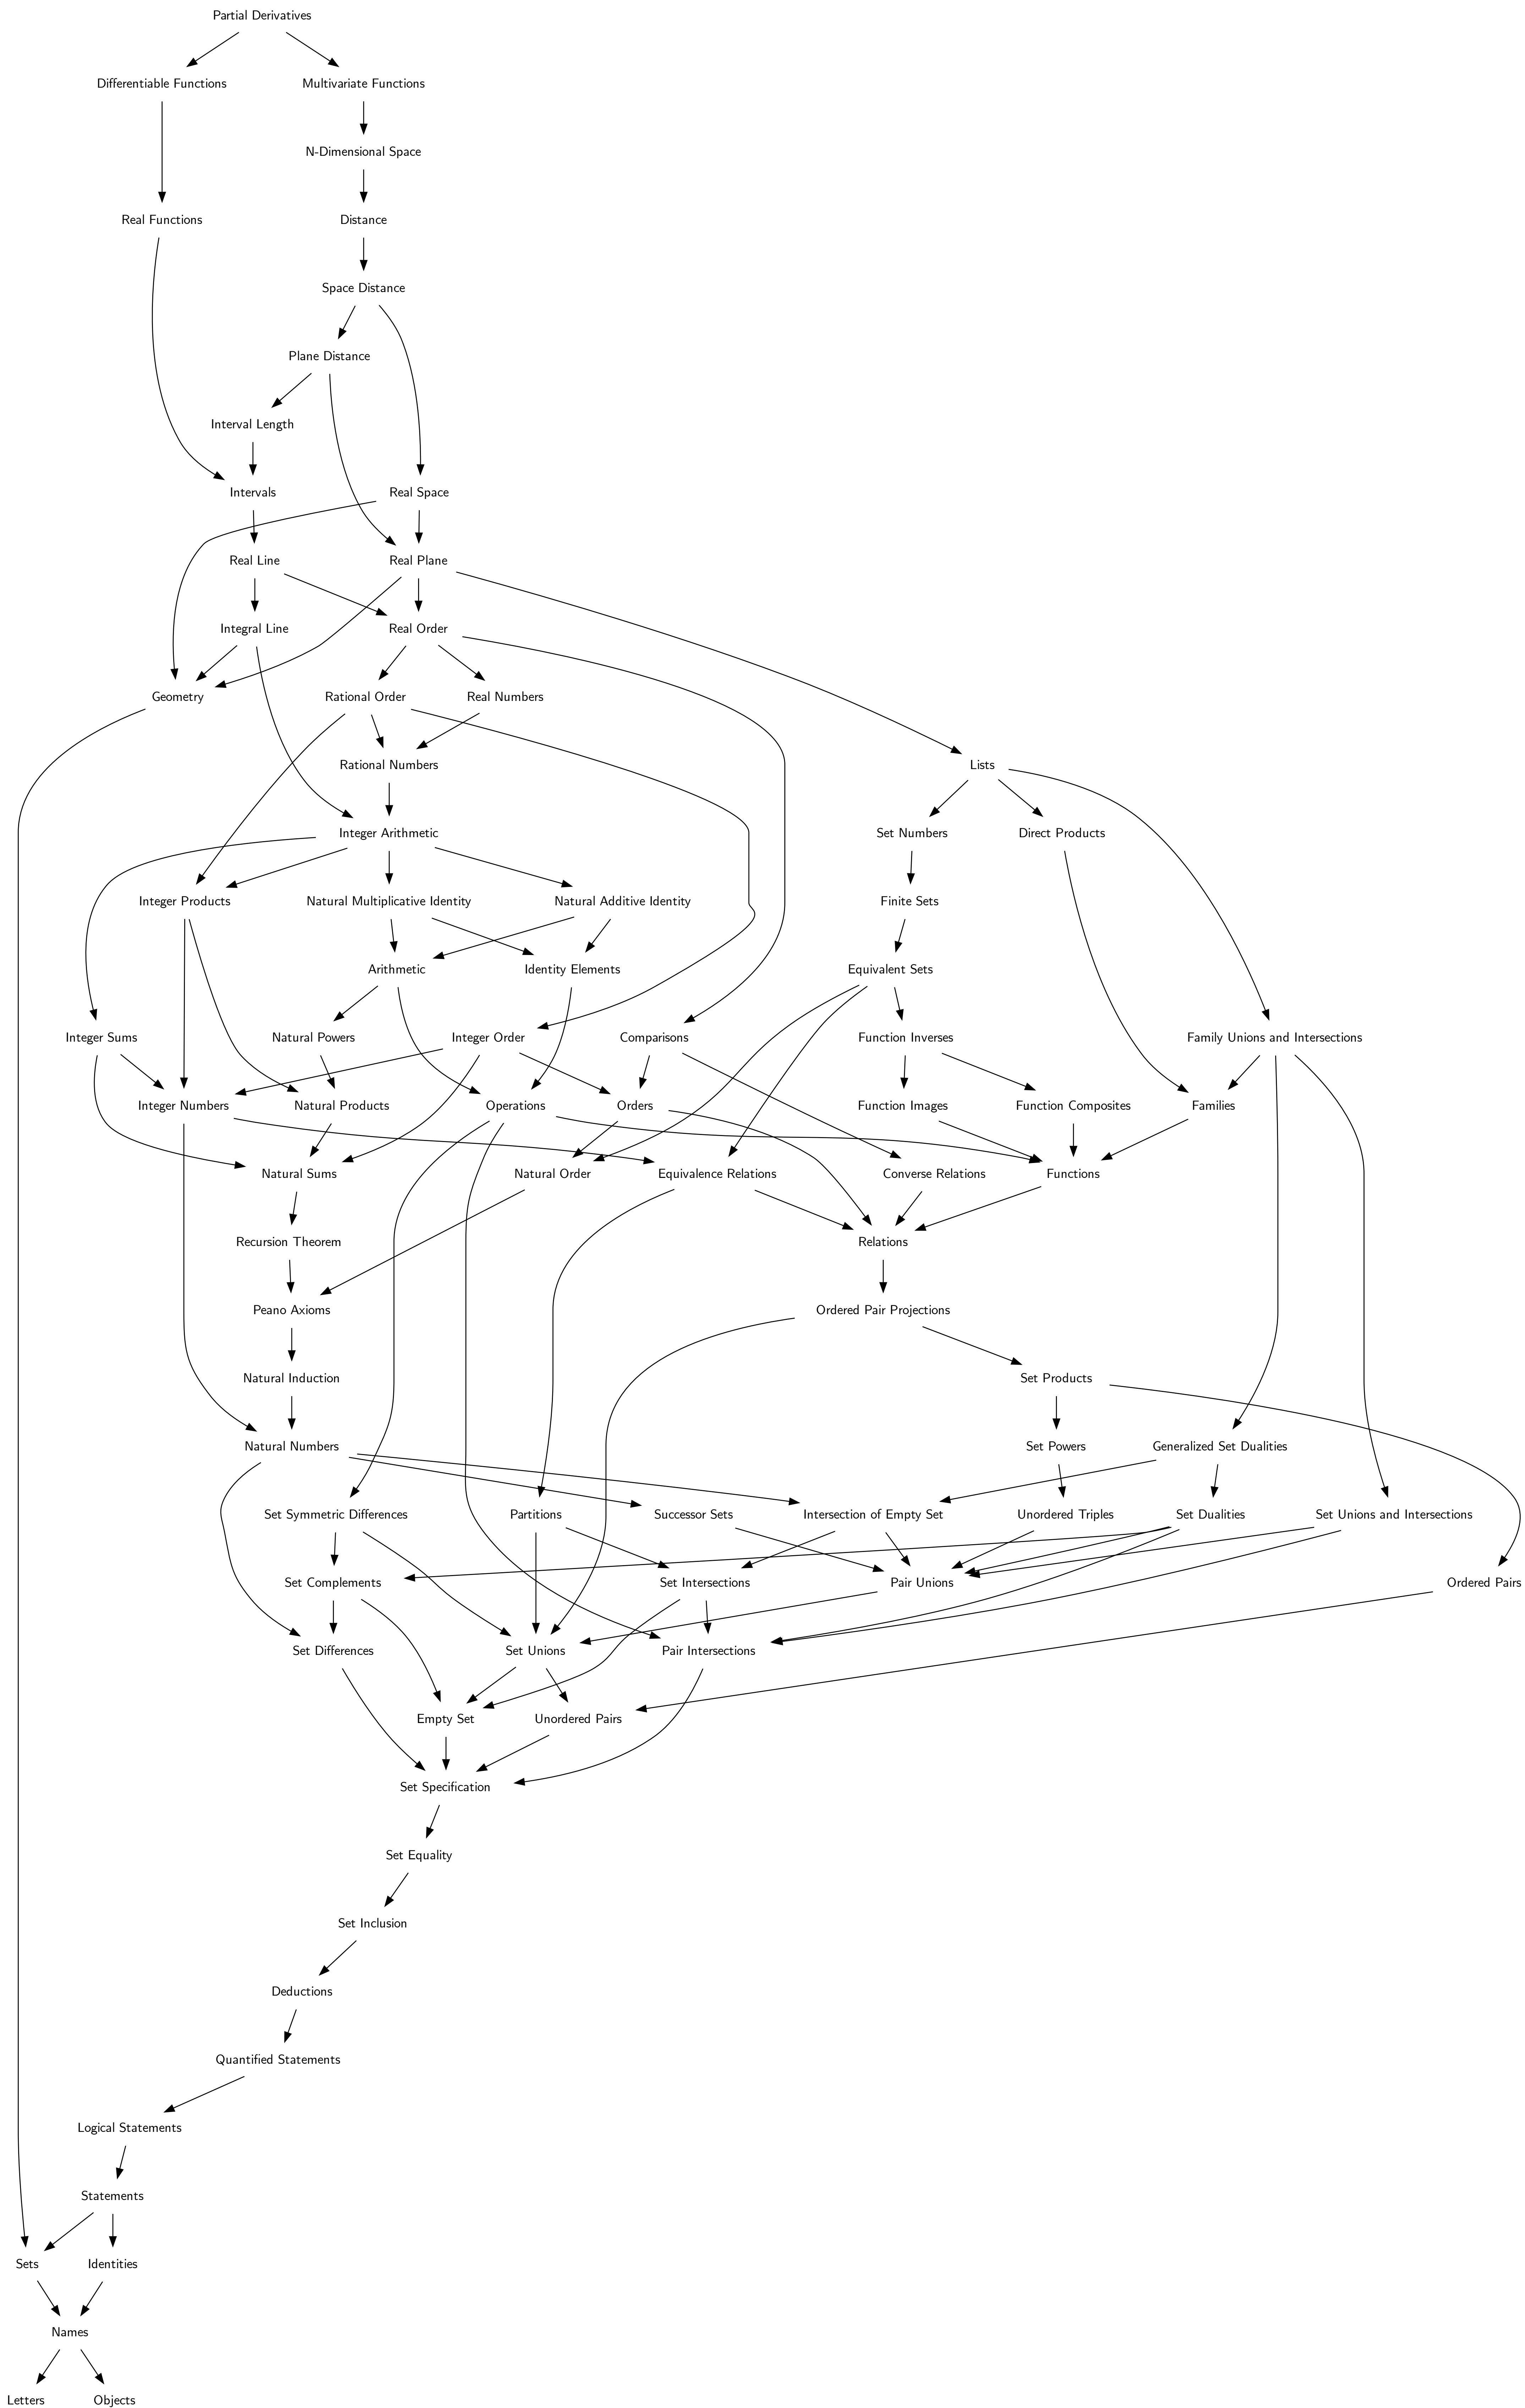 Partial Derivatives
Differentiable Functions
Multivariate Functions
N-Dimensional Space
Real Functions
Distance
Space Distance
Plane Distance
Interval Length
Intervals
Real Space
Real Line
Real Plane
Integral Line
Real Order
Geometry
Rational Order
Real Numbers
Rational Numbers
Lists
Integer Arithmetic
Set Numbers
Direct Products
Integer Products
Natural Multiplicative Identity
Natural Additive Identity
Finite Sets
Arithmetic
Identity Elements
Equivalent Sets
Integer Sums
Natural Powers
Integer Order
Comparisons
Function Inverses
Family Unions and Intersections
Integer Numbers
Natural Products
Operations
Orders
Function Images
Function Composites
Families
Natural Sums
Natural Order
Equivalence Relations
Converse Relations
Functions
Recursion Theorem
Relations
Peano Axioms
Ordered Pair Projections
Natural Induction
Set Products
Natural Numbers
Set Powers
Generalized Set Dualities
Set Symmetric Differences
Partitions
Successor Sets
Intersection of Empty Set
Unordered Triples
Set Dualities
Set Unions and Intersections
Set Complements
Set Intersections
Pair Unions
Ordered Pairs
Set Differences
Set Unions
Pair Intersections
Empty Set
Unordered Pairs
Set Specification
Set Equality
Set Inclusion
Deductions
Quantified Statements
Logical Statements
Statements
Sets
Identities
Names
Letters
Objects